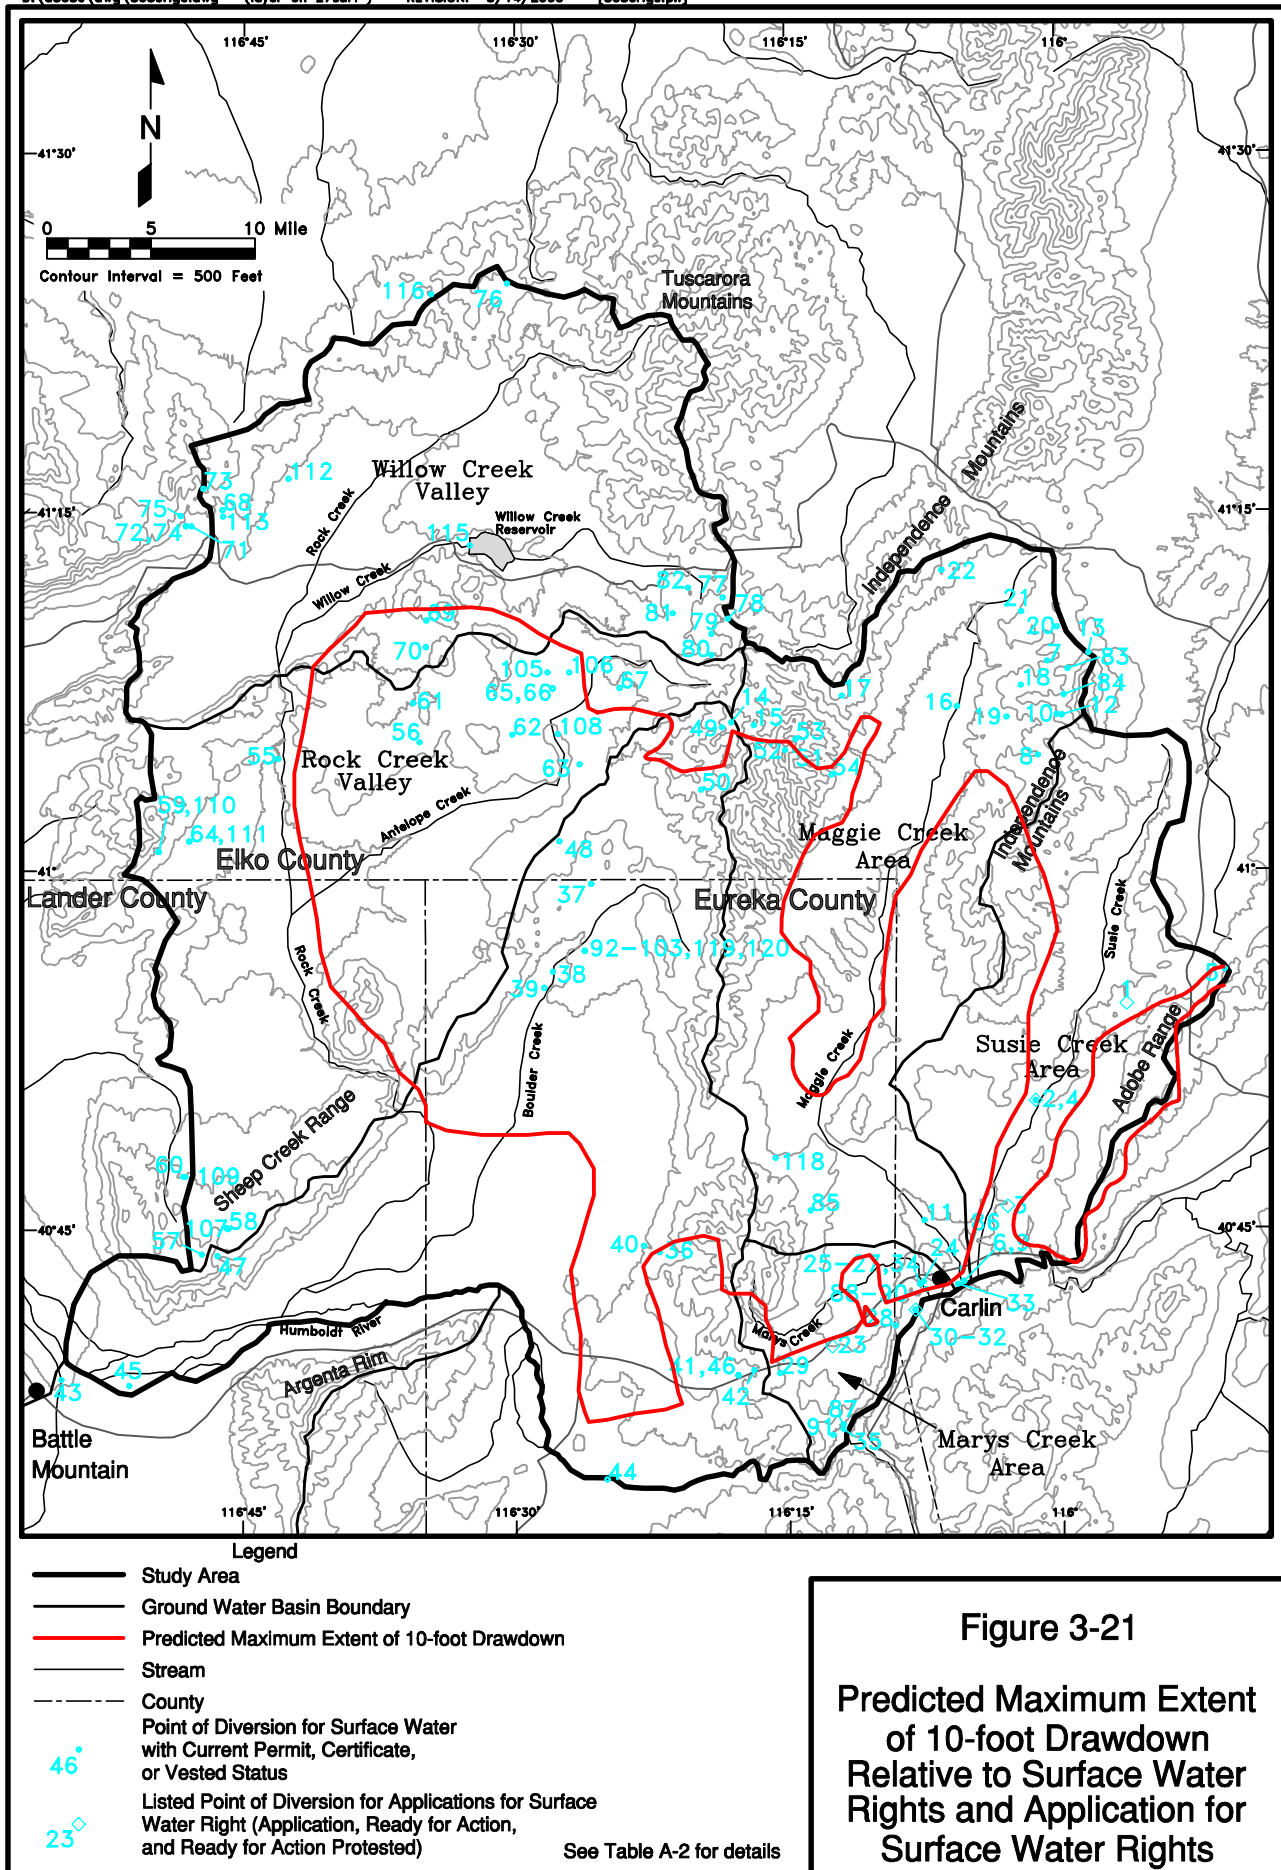 116°45'
116°30'
116°15'
116°
N
41°30'
41°30'
0 5 10 Mile
Contour Interval = 500 Feet
Tuscarora
Mountains
116
76
Independence Mountains
Willow Creek
Valley
112
73
68
75
113
72,74
71
41°15'
41°15'
Rock Creek
115
Willow Creek
Reservoir
Willow Creek
82
77
78
81
79
80
22
21
20
13
7
83
18
84
17
16
19
10
12
8
69
70
105
106
65,66
67
61
56
62
108
63
55
14
15
49
53
52
51
54
50
Rock Creek
Valley
Antelope Creek
Independence
Mountains
59,110
64,111
48
37
Maggie Creek
Area
41°
41°
Elko County
Lander County
Eureka County
Susie Creek
92-103,119,120
38
39
Rock Creek
Boulder Creek
Maggie Creek
1
Susie Creek
Area
Adobe Range
2,4
Sheep Creek Range
60
109
107
58
57
47
118
85
11
3
40°45'
40°45'
40
36
25-27,34
24
Carlin
33
30-32
Marys Creek
23
41,46
42
29
87
91
35
Marys Creek
Area
Humboldt River
Argenta Rim
43
45
Battle
Mountain
44
116°45'
116°30'
116°15'
116°
Legend
Study Area
Ground Water Basin Boundary
Predicted Maximum Extent of 10-foot Drawdown
Stream
County
46
Point of Diversion for Surface Water
with Current Permit, Certificate,
or Vested Status
23
Listed Point of Diversion for Applications for Surface
Water Right (Application, Ready for Action,
and Ready for Action Protested)
See Table A-2 for details
Figure 3-21
Predicted Maximum Extent
of 10-foot Drawdown
Relative to Surface Water
Rights and Application for
Surface Water Rights